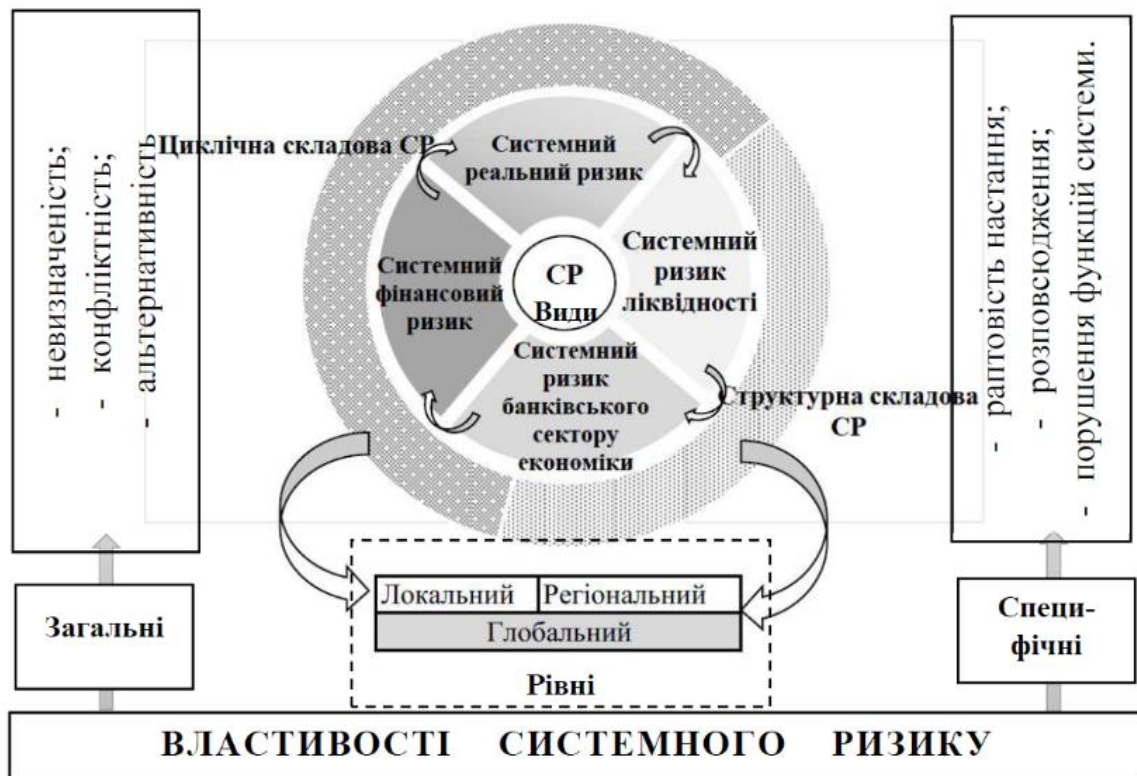 - невизначеність;
- конфліктність;
- альтернативність
Циклічна складова СР
Системний
реальний ризик
Системний
фінансовий
ризик
СР
Види
Системний
ризик
ліквідності
Системний
ризик
банківського
сектору
економіки
Структурна складова
СР
- раптовість настання;
- розповсюдження;
- порушення функцій системи.
Загальні
Локальний
Регіональний
Глобальний
Рівні
Специ-
фічні
ВЛАСТИВОСТІ СИСТЕМНОГО РИЗИКУ